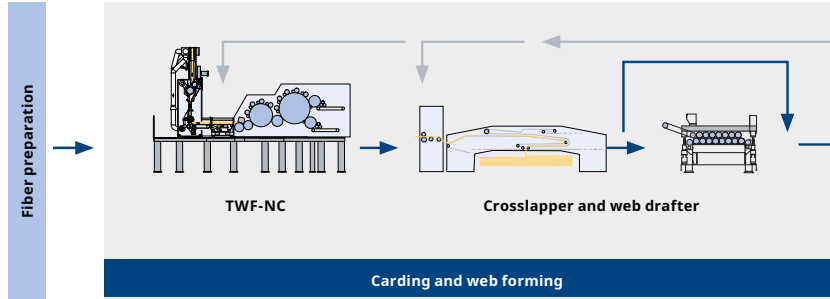 Fiber preparation
TWF-NC
Crosslapper and web drafter
Carding and web forming